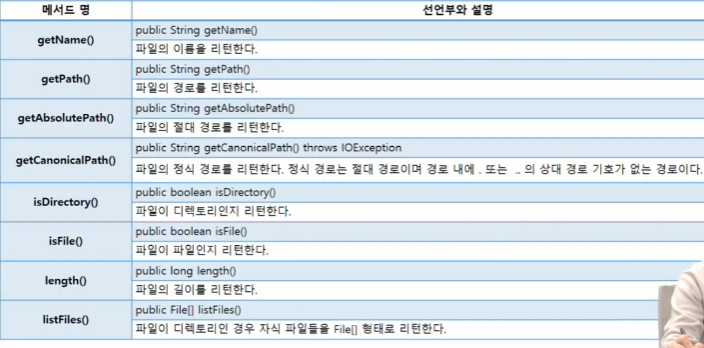 메서드 명 선언부와 설명
getName() public String getName()
파일의 이름을 리턴한다.
getPath() public String getPath()
파일의 경로를 리턴한다.
getAbsolutePath() public String getAbsolutePath()
파일의 절대 경로를 리턴한다.
getCanonicalPath() public String getCanonicalPath() throws IOException
파일의 정식 경로를 리턴한다. 정식 경로는 절대 경로이며 경로 내에 . 또는 .. 의 상대 경로 기호가 없는 경로이다.
isDirectory() public boolean isDirectory()
파일이 디렉토리인지 리턴한다.
isFile() public boolean isFile()
파일이 파일인지 리턴한다.
length() public long length()
파일의 길이를 리턴한다.
listFiles() public File[] listFiles()
파일이 디렉토리인 경우 자식 파일들을 File[] 형태로 리턴한다.